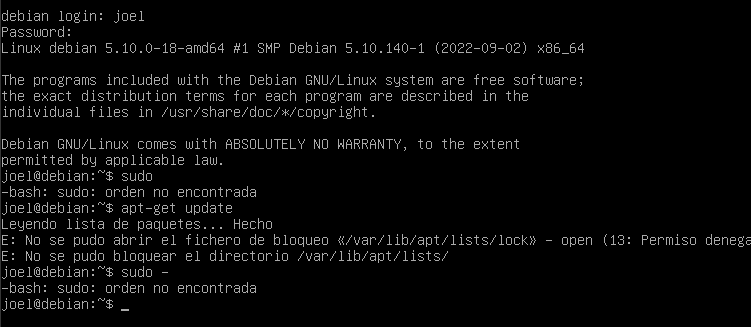 debian login: joel
Password:
Linux debian 5.10.0-18-amd64 #1 SMP Debian 5.10.140-1 (2022-09-02) x86_64
The programs included with the Debian GNU/Linux system are free software;
the exact distribution terms for each program are described in the
individual files in /usr/share/doc/*/copyright.
Debian GNU/Linux comes with ABSOLUTELY NO WARRANTY, to the extent
permitted by applicable law.
joel@debian:~$ sudo
-bash: sudo: orden no encontrada
joel@debian:~$ apt-get update
Leyendo lista de paquetes... Hecho
E: No se pudo abrir el fichero de bloqueo «/var/lib/apt/lists/lock» - open (13: Permiso denega
E: No se pudo bloquear el directorio /var/lib/apt/lists/
joel@debian:~$ sudo -
-bash: sudo: orden no encontrada
joel@debian:~$ _